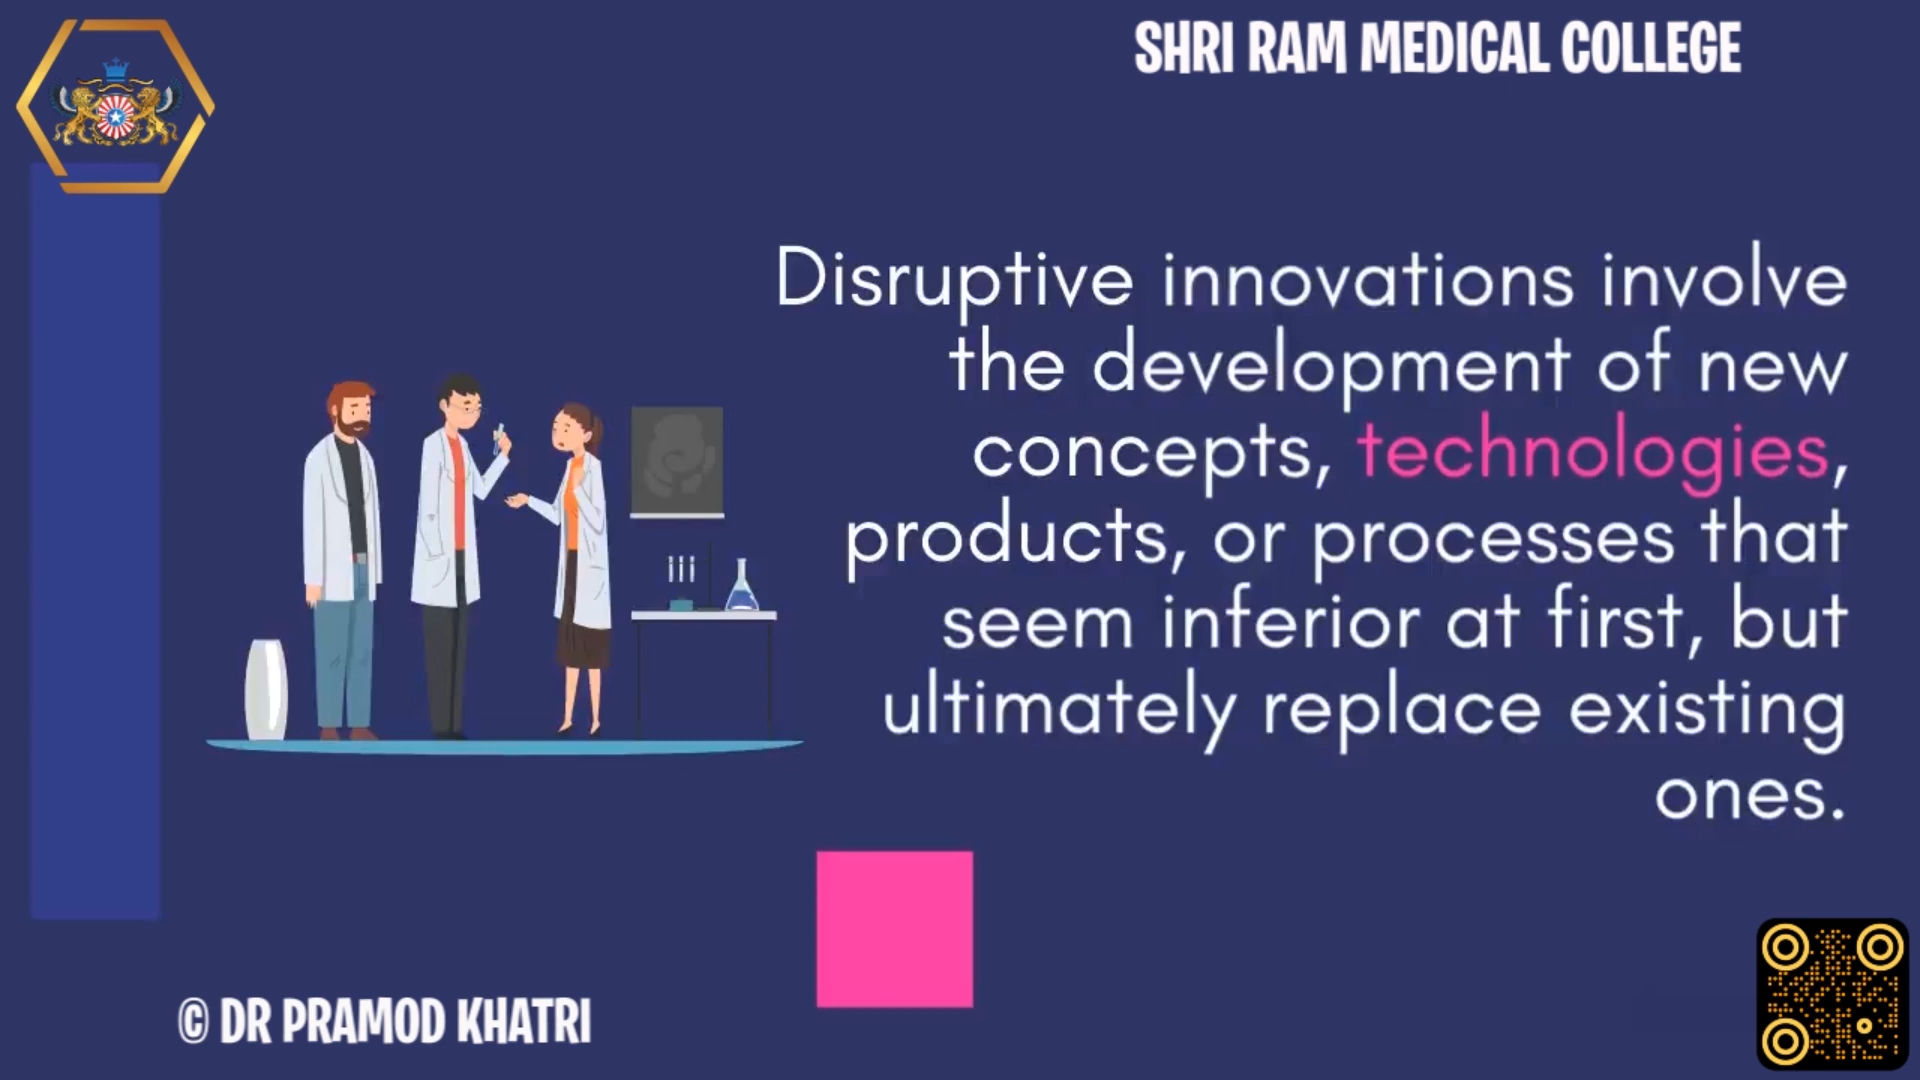 SHRI RAM MEDICAL COLLEGE
Disruptive innovations involve
the development of new
concepts, technologies,
products, or processes that
seem inferior at first, but
ultimately replace existing
ones.
© DR PRAMOD KHATRI